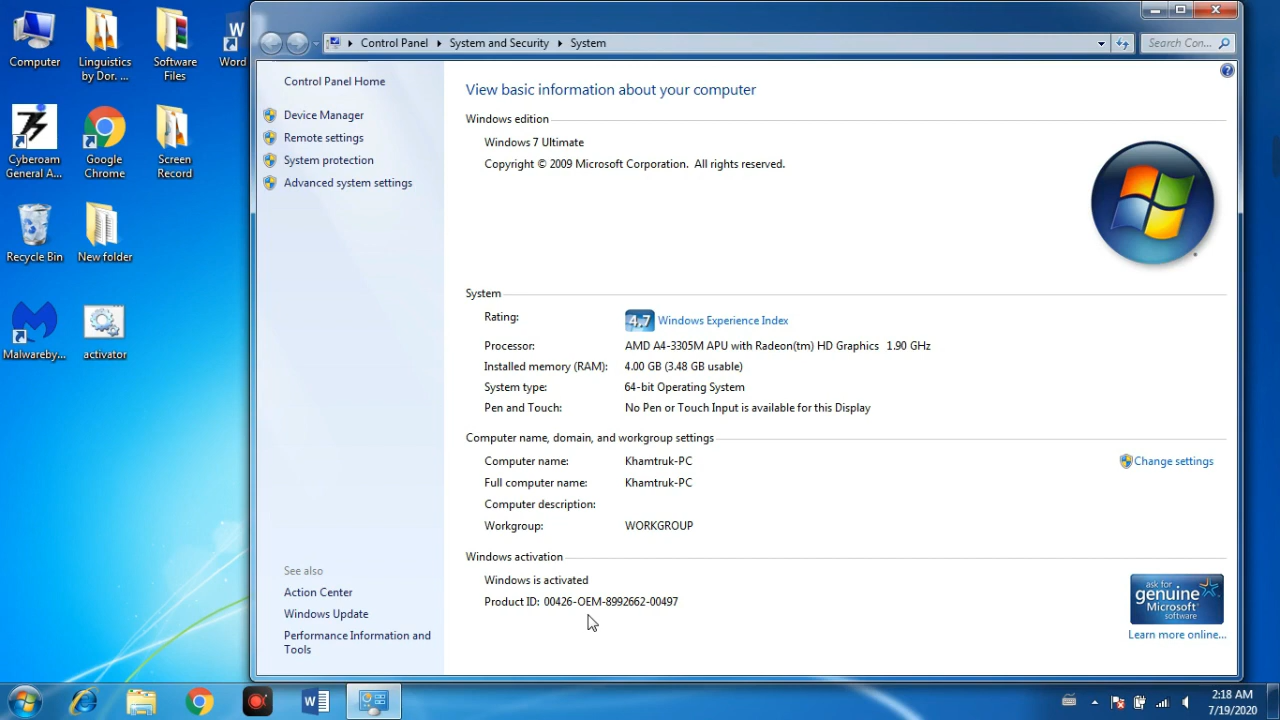 Computer
Linguistics
by Dor. ...
Software
Files
Word
Cyberoam
General A...
Google
Chrome
Screen
Record
Recycle Bin
New folder
Malwareby...
activator
Control Panel
System and Security
System
Search Con...
Control Panel Home
Device Manager
Remote settings
System protection
Advanced system settings
See also
Action Center
Windows Update
Performance Information and
Tools
View basic information about your computer
Windows edition
Windows 7 Ultimate
Copyright © 2009 Microsoft Corporation. All rights reserved.
System
Rating: 4.7 Windows Experience Index
Processor: AMD A4-3305M APU with Radeon(tm) HD Graphics 1.90 GHz
Installed memory (RAM): 4.00 GB (3.48 GB usable)
System type: 64-bit Operating System
Pen and Touch: No Pen or Touch Input is available for this Display
Computer name, domain, and workgroup settings
Computer name: Khamtruk-PC
Change settings
Full computer name: Khamtruk-PC
Computer description:
Workgroup: WORKGROUP
Windows activation
Windows is activated
Product ID: 00426-OEM-8992662-00497
ask for
genuine
Microsoft
software
Learn more online...
2:18 AM
7/19/2020